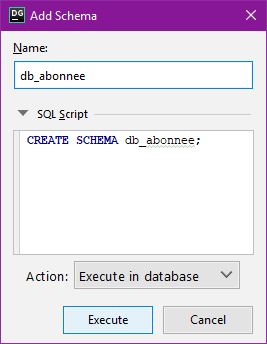 DG Add Schema
Name:
db_abonnee
SQL Script
CREATE SCHEMA db_abonnee;
Action: Execute in database
Execute Cancel